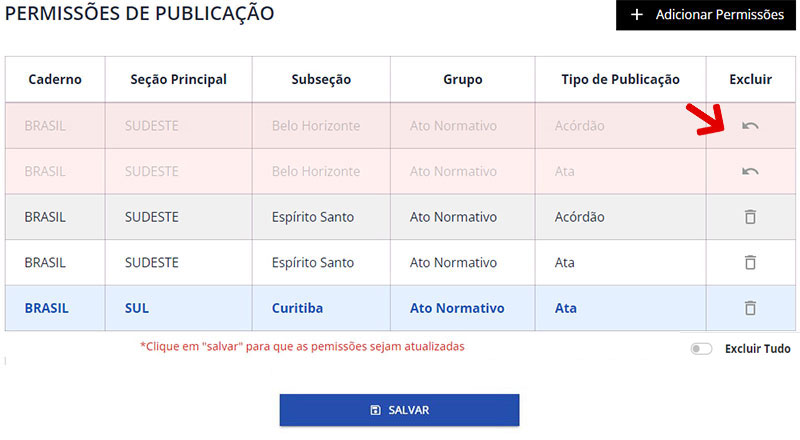 PERMISSÕES DE PUBLICAÇÃO
+ Adicionar Permissões
Caderno Seção Principal Subseção Grupo Tipo de Publicação Excluir
BRASIL SUDESTE Belo Horizonte Ato Normativo Acórdão
BRASIL SUDESTE Belo Horizonte Ato Normativo Ata
BRASIL SUDESTE Espírito Santo Ato Normativo Acórdão
BRASIL SUDESTE Espírito Santo Ato Normativo Ata
BRASIL SUL Curitiba Ato Normativo Ata
*Clique em "salvar" para que as pemissões sejam atualizadas
Excluir Tudo
SALVAR